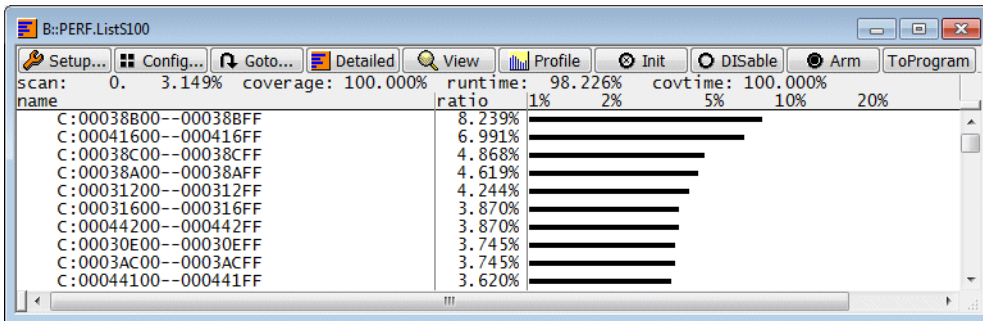 B::PERF.ListS100
Setup... Config... Goto... Detailed View Profile Init DISable Arm ToProgram
scan: 0. 3.149% coverage: 100.000% runtime: 98.226% covtime: 100.000%
name ratio 1% 2% 5% 10% 20%
C:00038B00--00038BFF 8.239%
C:00041600--000416FF 6.991%
C:00038C00--00038CFF 4.868%
C:00038A00--00038AFF 4.619%
C:00031200--000312FF 4.244%
C:00031600--000316FF 3.870%
C:00044200--000442FF 3.870%
C:00030E00--00030EFF 3.745%
C:0003AC00--0003ACFF 3.745%
C:00044100--000441FF 3.620%